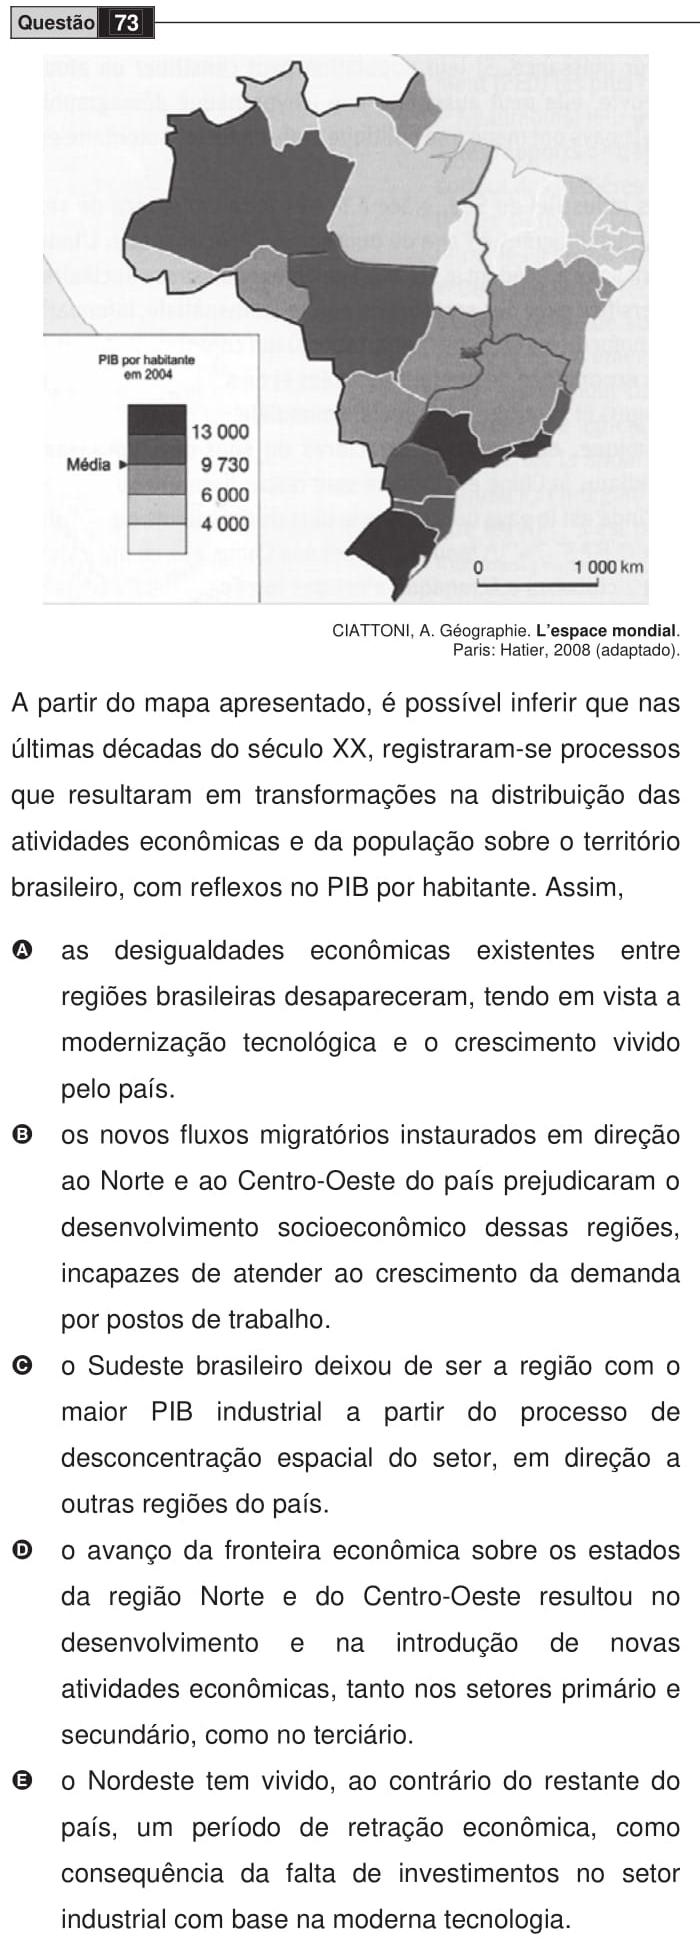 Questão 73
PIB por habitante
em 2004
13 000
Média 9 730
6 000
4 000
0 1 000 km
CIATTONI, A. Géographie. L'espace mondial.
Paris: Hatier, 2008 (adaptado).
A partir do mapa apresentado, é possível inferir que nas
últimas décadas do século XX, registraram-se processos
que resultaram em transformações na distribuição das
atividades econômicas e da população sobre o território
brasileiro, com reflexos no PIB por habitante. Assim,
A as desigualdades econômicas existentes entre
regiões brasileiras desapareceram, tendo em vista a
modernização tecnológica e o crescimento vivido
pelo país.
B os novos fluxos migratórios instaurados em direção
ao Norte e ao Centro-Oeste do país prejudicaram o
desenvolvimento socioeconômico dessas regiões,
incapazes de atender ao crescimento da demanda
por postos de trabalho.
C o Sudeste brasileiro deixou de ser a região com o
maior PIB industrial a partir do processo de
desconcentração espacial do setor, em direção a
outras regiões do país.
D o avanço da fronteira econômica sobre os estados
da região Norte e do Centro-Oeste resultou no
desenvolvimento e na introdução de novas
atividades econômicas, tanto nos setores primário e
secundário, como no terciário.
E o Nordeste tem vivido, ao contrário do restante do
país, um período de retração econômica, como
consequência da falta de investimentos no setor
industrial com base na moderna tecnologia.